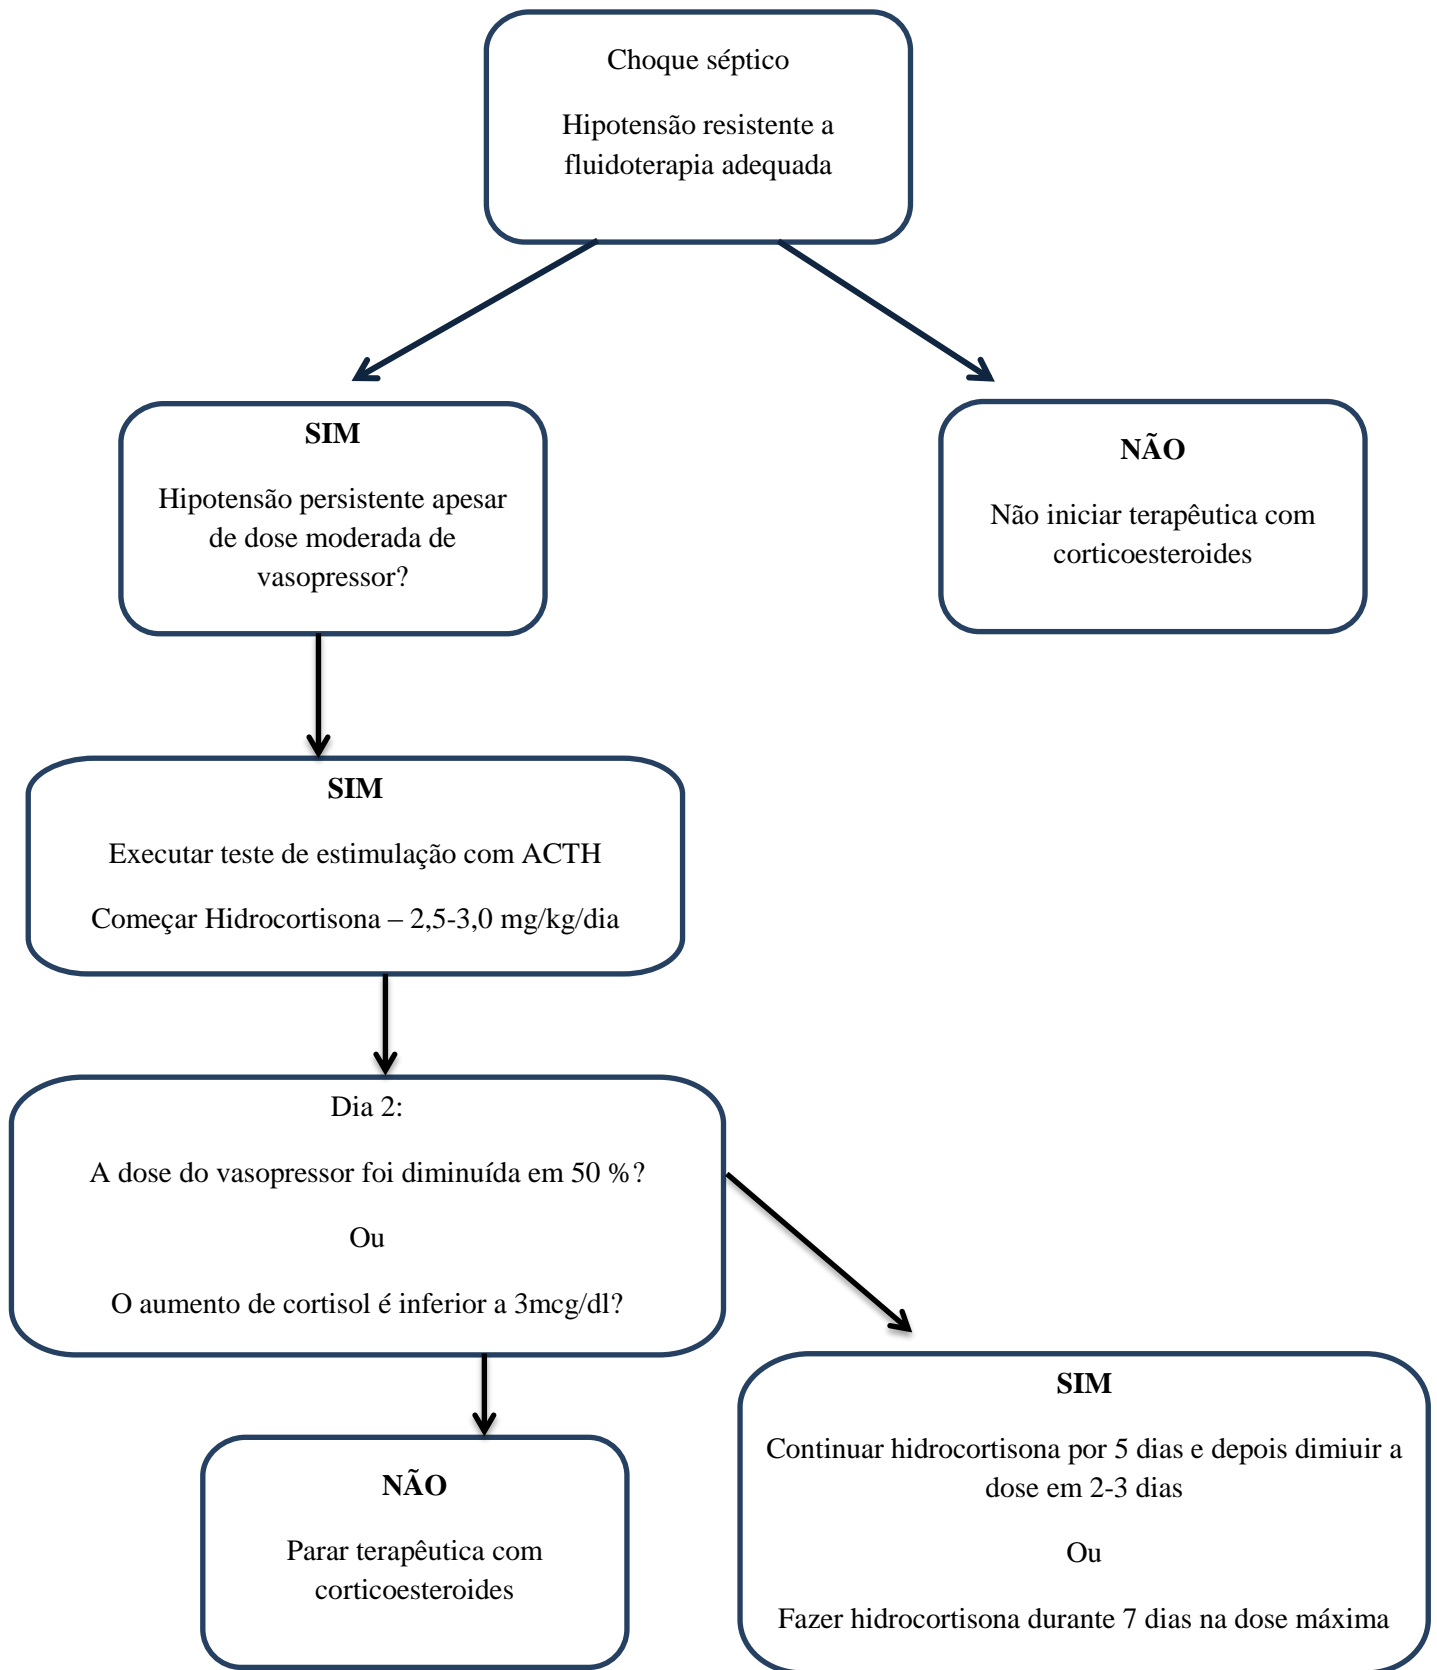 Choque séptico
Hipotensão resistente a
fluidoterapia adequada
SIM
Hipotensão persistente apesar
de dose moderada de
vasopressor?
NÃO
Não iniciar terapêutica com
corticoesteroides
SIM
Executar teste de estimulação com ACTH
Começar Hidrocortisona – 2,5-3,0 mg/kg/dia
Dia 2:
A dose do vasopressor foi diminuída em 50 %?
Ou
O aumento de cortisol é inferior a 3mcg/dl?
NÃO
Parar terapêutica com
corticoesteroides
SIM
Continuar hidrocortisona por 5 dias e depois dimiuir a
dose em 2-3 dias
Ou
Fazer hidrocortisona durante 7 dias na dose máxima